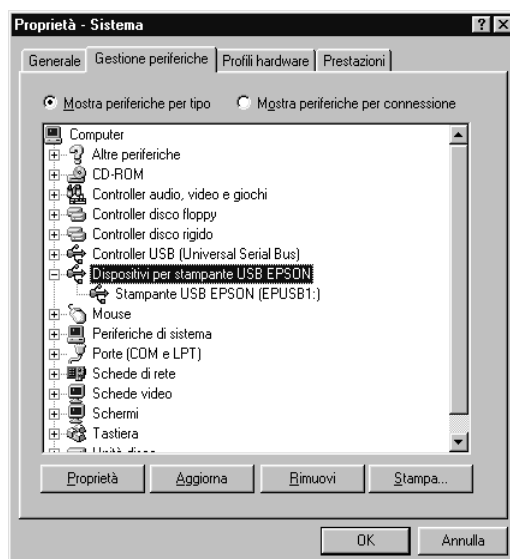 Proprietà - Sistema
Generale Gestione periferiche Profili hardware Prestazioni
Mostra periferiche per tipo Mostra periferiche per connessione
Computer
Altre periferiche
CD-ROM
Controller audio, video e giochi
Controller disco floppy
Controller disco rigido
Controller USB (Universal Serial Bus)
Dispositivi per stampante USB EPSON
Stampante USB EPSON (EPUSB1:)
Mouse
Periferiche di sistema
Porte (COM e LPT)
Schede di rete
Schede video
Schermi
Tastiera
Unità disco
Proprietà Aggiorna Rimuovi Stampa...
OK Annulla